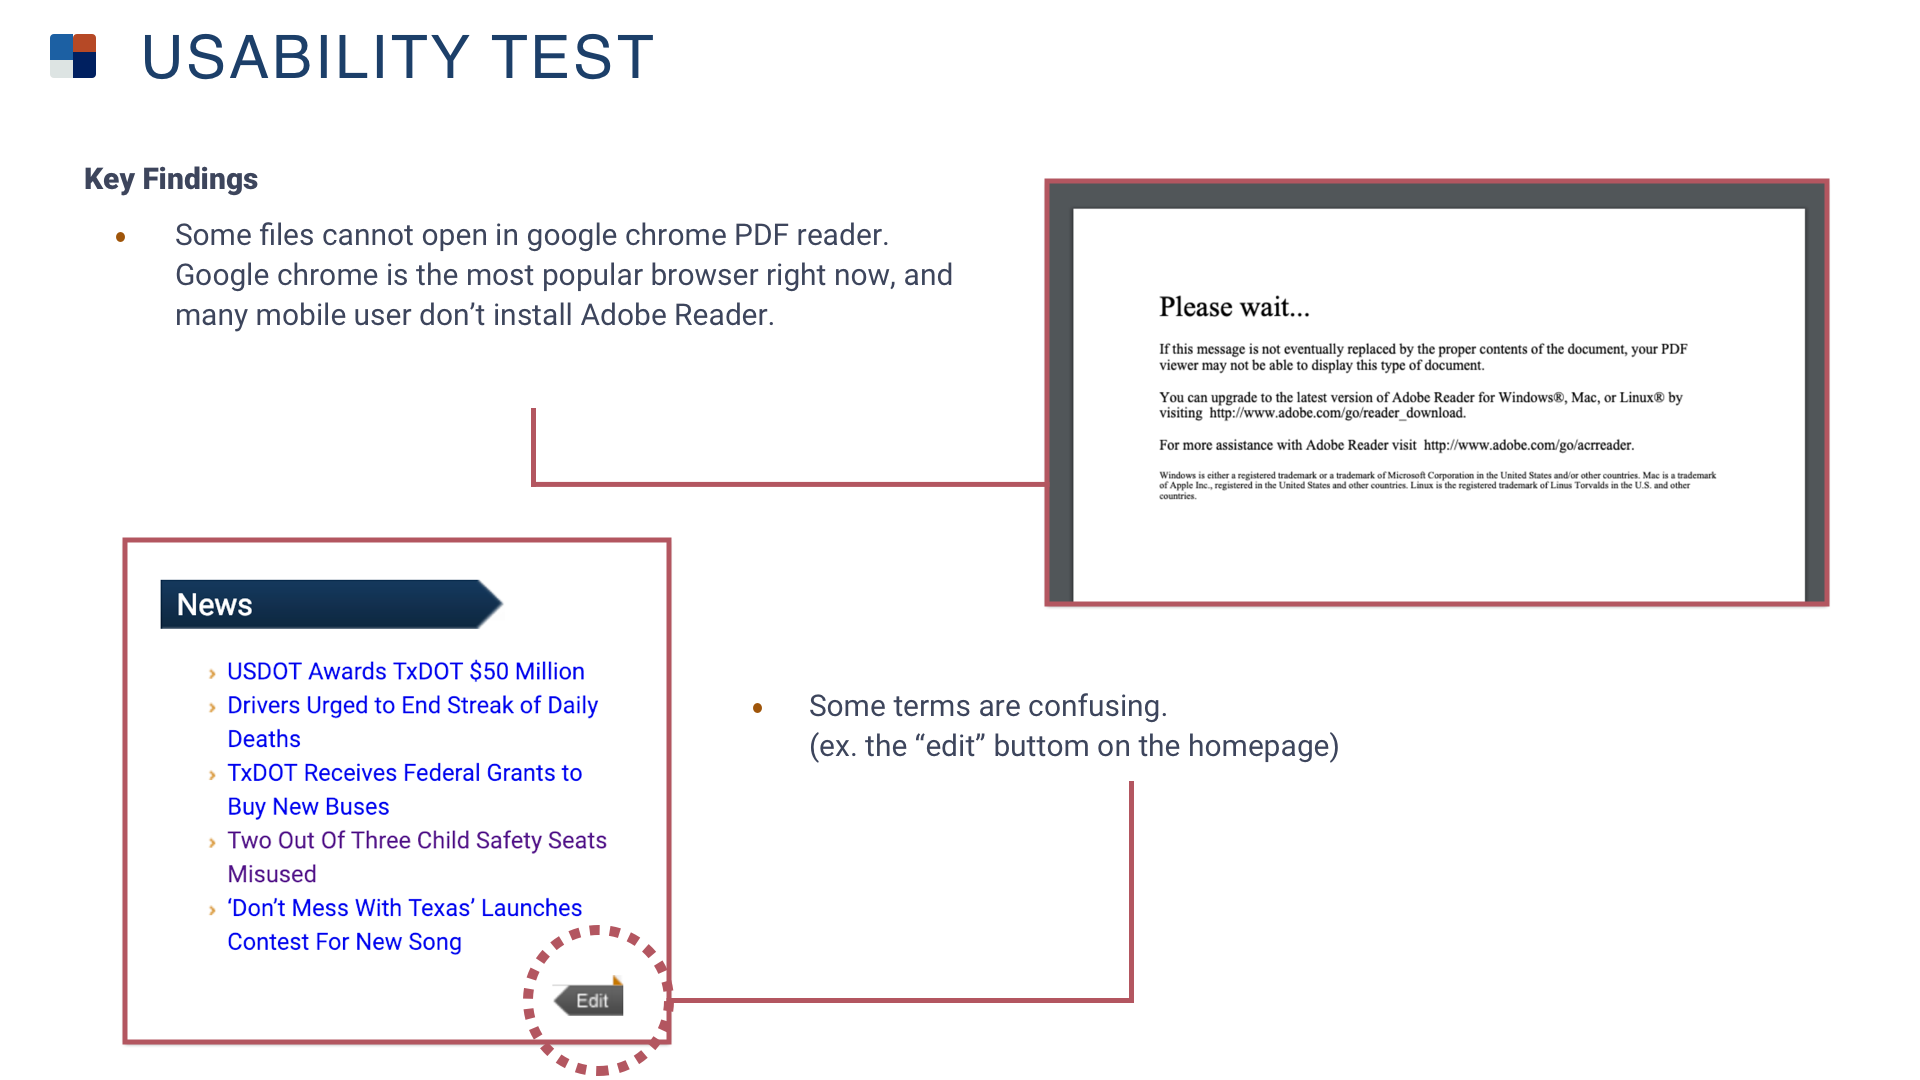 USABILITY TEST
Key Findings
Some files cannot open in google chrome PDF reader.
Google chrome is the most popular browser right now, and
many mobile user don’t install Adobe Reader.
Please wait...
If this message is not eventually replaced by the proper contents of the document, your PDF
viewer may not be able to display this type of document.
You can upgrade to the latest version of Adobe Reader for Windows®, Mac, or Linux® by
visiting http://www.adobe.com/go/reader_download.
For more assistance with Adobe Reader visit http://www.adobe.com/go/acrreader.
Windows is either a registered trademark or a trademark of Microsoft Corporation in the United States and/or other countries. Mac is a trademark
of Apple Inc., registered in the United States and other countries. Linux is the registered trademark of Linus Torvalds in the U.S. and other
countries.
News
USDOT Awards TxDOT $50 Million
Drivers Urged to End Streak of Daily
Deaths
TxDOT Receives Federal Grants to
Buy New Buses
Two Out Of Three Child Safety Seats
Misused
‘Don’t Mess With Texas’ Launches
Contest For New Song
Edit
Some terms are confusing.
(ex. the “edit” buttom on the homepage)